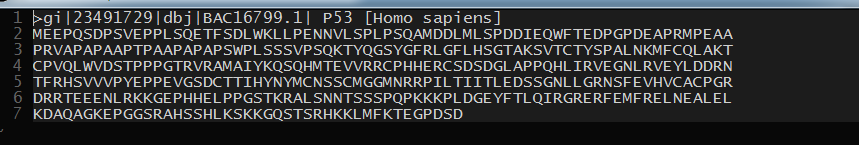 1 >gi|23491729|dbj|BAC16799.1| P53 [Homo sapiens]
2 MEEPQSDPSVEPPLSQETFSDLWKLLPENNVLSPLPSQAMDDLMLSPDDIEQWFTEDPGPDEAPRMPEAA
3 PRVAPAPAAPTPAAPAPAPSWPLSSSVPSQKTYQGSYGFRLGFLHSGTAKSVTCTYSPALNKMFCQLAKT
4 CPVQLWVDSTPPPGTRVRAMAIYKQSQHMTEVVRRCPHHERCSDSDGLAPPQHLIRVEGNLRVEYLDDRN
5 TFRHSVVVPYEPPEVGSDCTTIHYNYMCNSSCMGGMNRRPILTIITLEDSSGNLLGRNSFEVHVCACPGR
6 DRRTEEENLRKKGEPHHELPPGSTKRALSNNTSSSPQPKKKPLDGEYFTLQIRGRERFEMFRELNEALEL
7 KDAQAGKEPGGSRAHSSHLKSKKGQSTSRHKKLMFKTEGPDSD